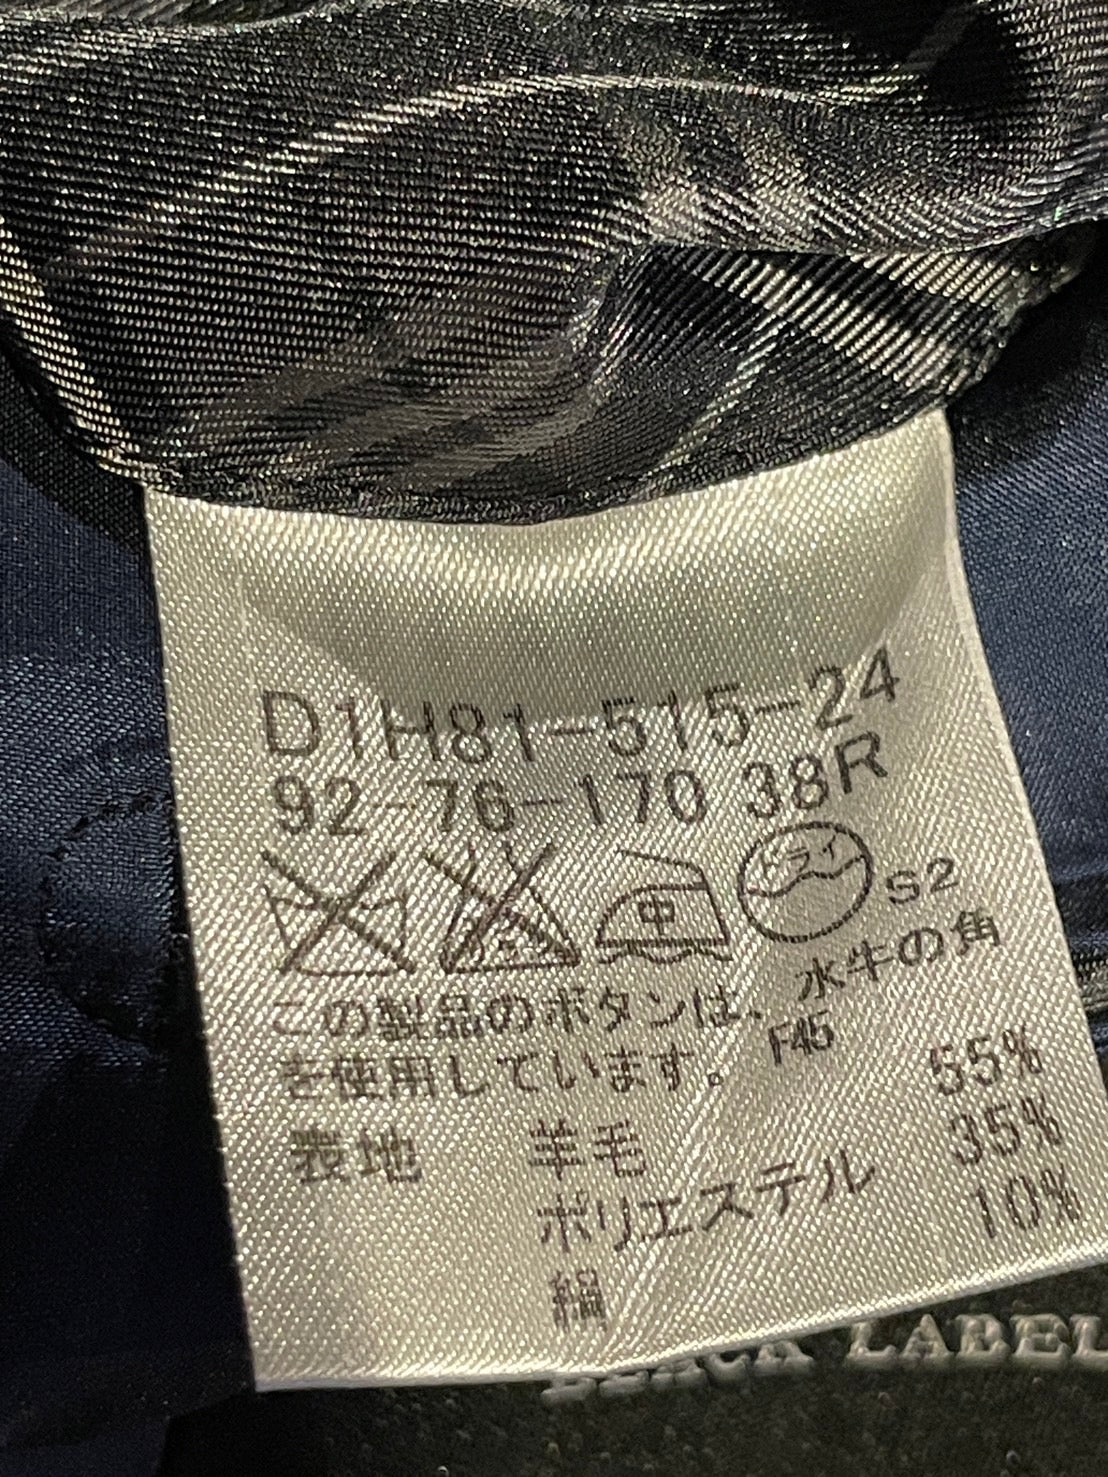 D1H81-515-24
92-76-170 38R
中 ドライ S2
この製品のボタンは、水牛の角
を使用しています。 F45
表地 羊毛 55%
ポリエステル 35%
絹 10%
BLACK LABEL